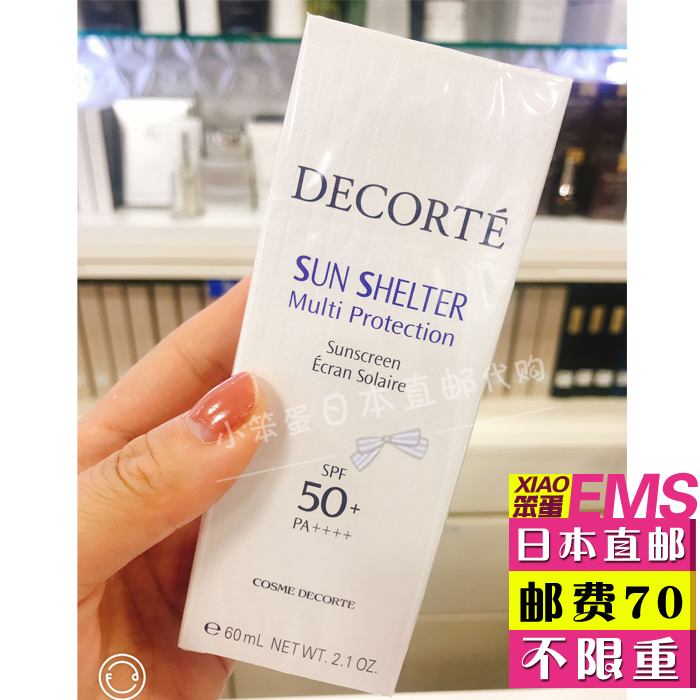 DECORTÉ
SUN SHELTER
Multi Protection
Sunscreen
Écran Solaire
小笨蛋日本直邮代购
SPF
50+
PA++++
COSME DECORTE
e 60mL NET WT. 2.1 OZ.
XIAO
笨蛋
EMS
日本直邮
邮费70
不限重